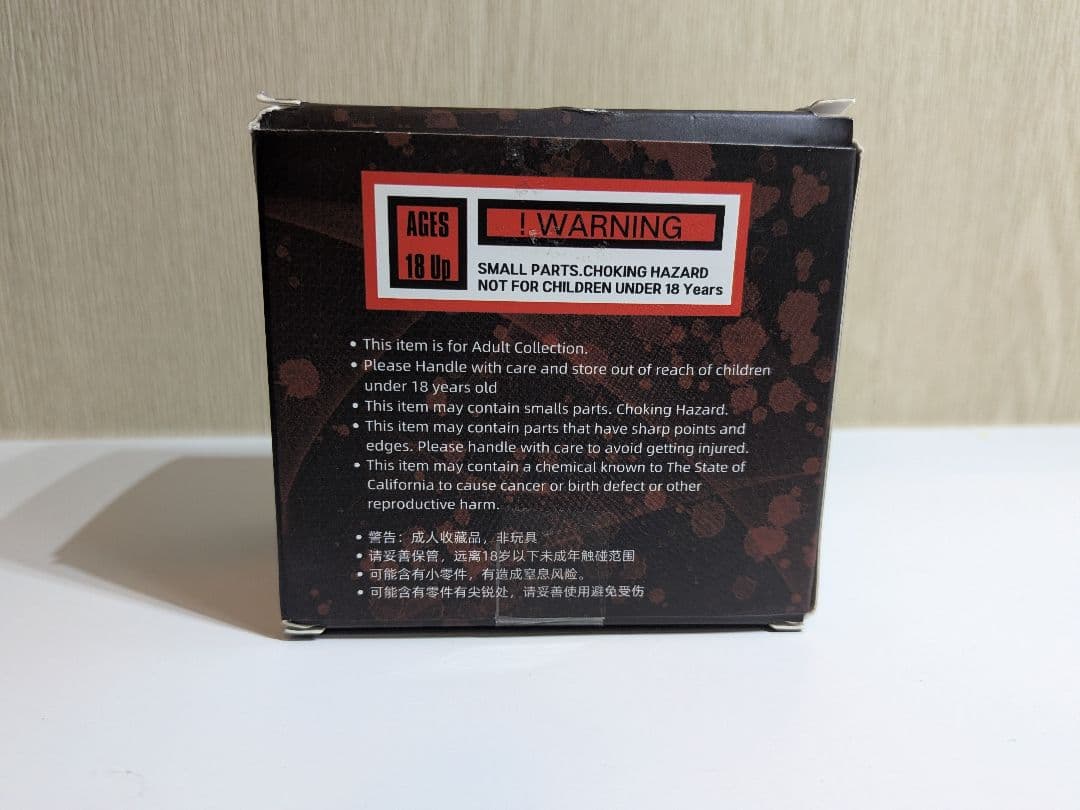 AGES
18 Up
! WARNING
SMALL PARTS.CHOKING HAZARD
NOT FOR CHILDREN UNDER 18 Years
• This item is for Adult Collection.
• Please Handle with care and store out of reach of children
under 18 years old
• This item may contain smalls parts. Choking Hazard.
• This item may contain parts that have sharp points and
edges. Please handle with care to avoid getting injured.
• This item may contain a chemical known to The State of
California to cause cancer or birth defect or other
reproductive harm.
• 警告：成人收藏品，非玩具
• 请妥善保管，远离18岁以下未成年触碰范围
• 可能含有小零件，有造成窒息风险。
• 可能含有零件有尖锐处，请妥善使用避免受伤